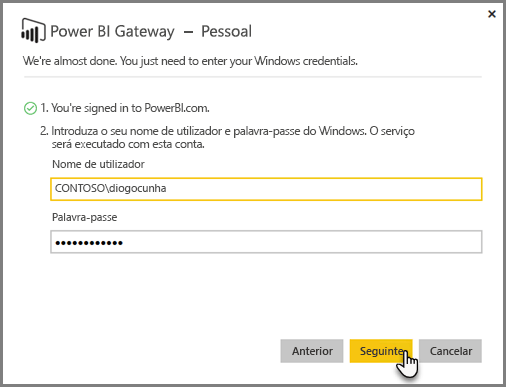 Power BI Gateway – Pessoal
We're almost done. You just need to enter your Windows credentials.
1. You're signed in to PowerBI.com.
2. Introduza o seu nome de utilizador e palavra-passe do Windows. O serviço
será executado com esta conta.
Nome de utilizador
CONTOSO\diogocunha
Palavra-passe
••••••••••••
Anterior Seguinte Cancelar